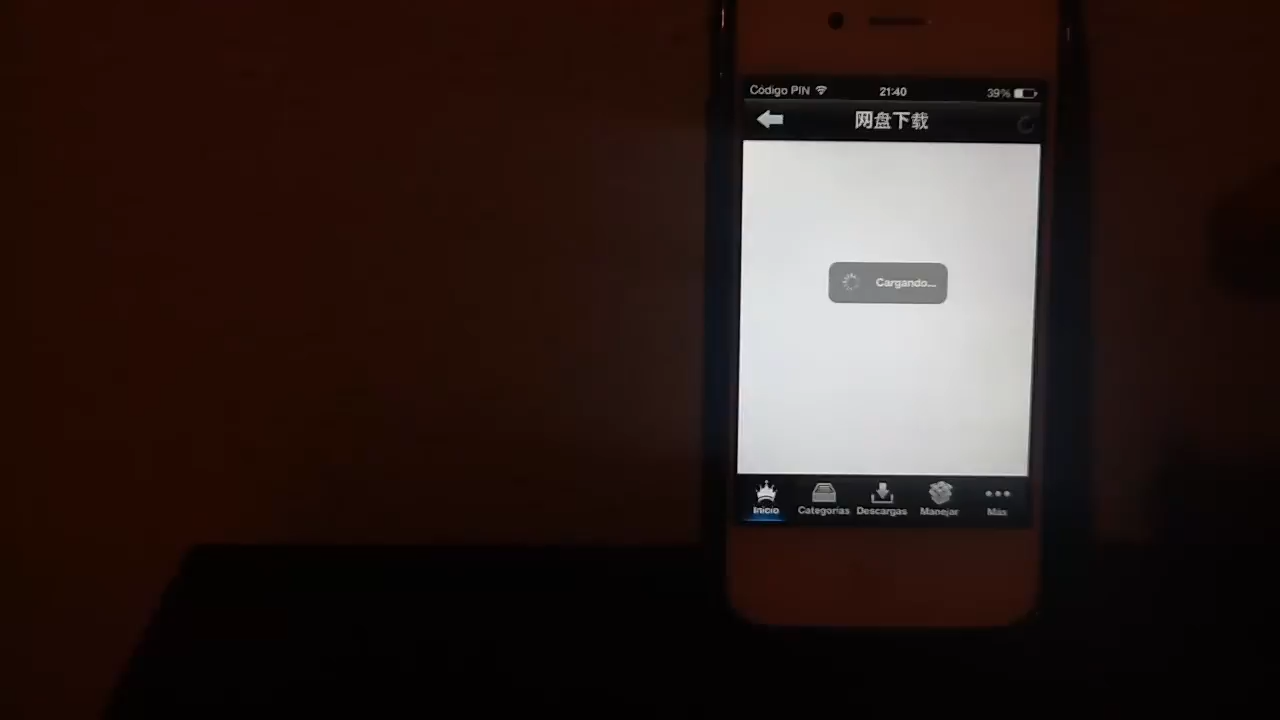 Código PIN 21:40 39%
网盘下载
Cargando...
Inicio Categorías Descargas Manejar Más